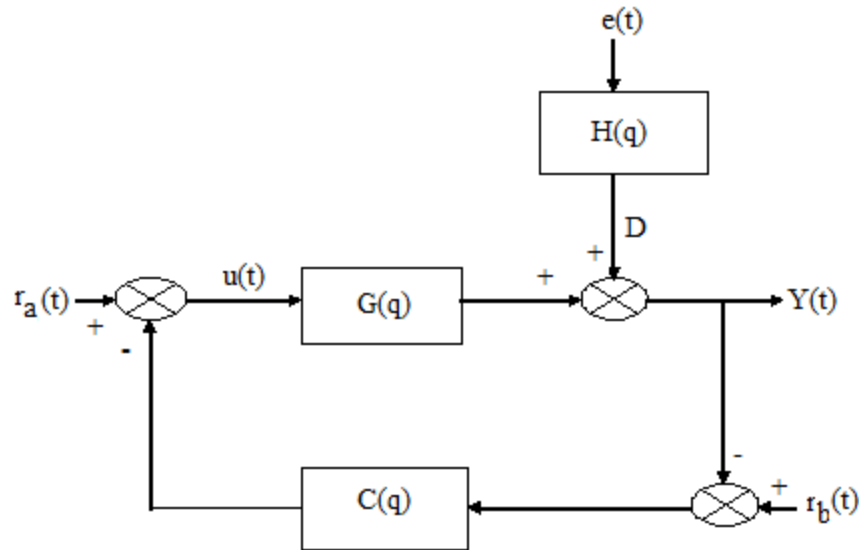 e(t)
H(q)
D
+
r_a(t)
+
-
u(t)
G(q)
+
Y(t)
C(q)
-
+
r_b(t)